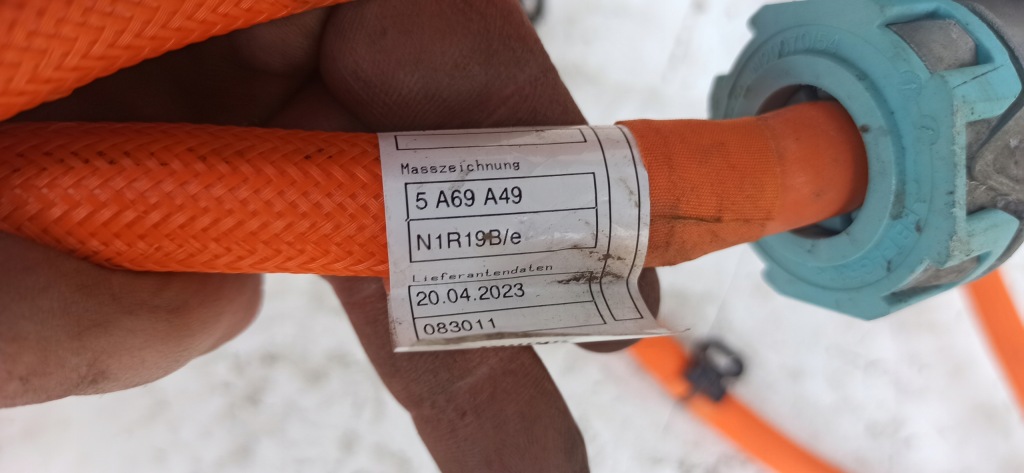 Masszeichnung
5 A69 A49
N1R19B/e
Lieferantendaten
20.04.2023
083011